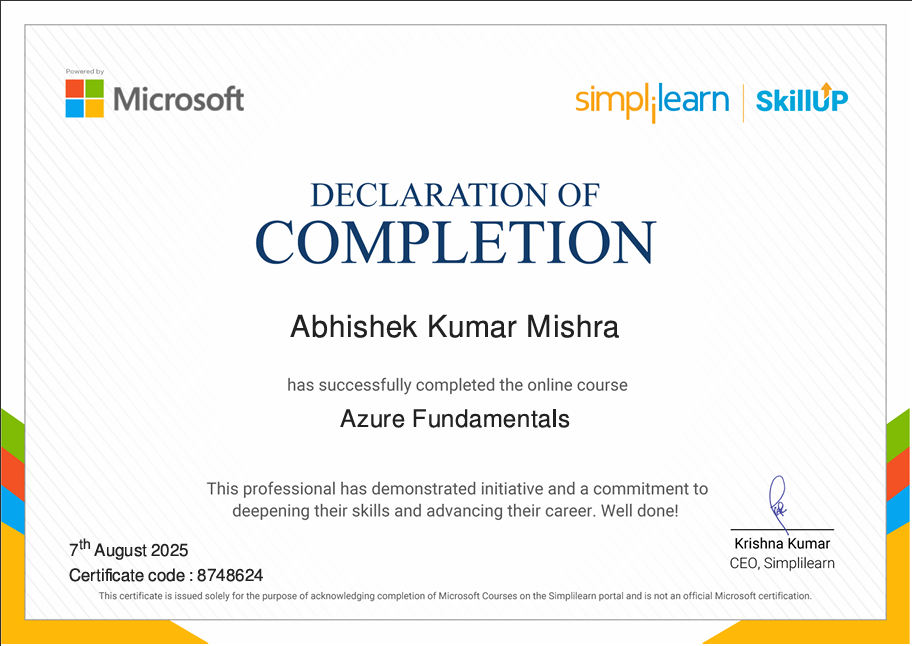 Powered by
Microsoft
simplilearn | SkillUP
DECLARATION OF
COMPLETION
Abhishek Kumar Mishra
has successfully completed the online course
Azure Fundamentals
This professional has demonstrated initiative and a commitment to
deepening their skills and advancing their career. Well done!
7th August 2025
Certificate code : 8748624
Krishna Kumar
CEO, Simplilearn
This certificate is issued solely for the purpose of acknowledging completion of Microsoft Courses on the Simplilearn portal and is not an official Microsoft certification.